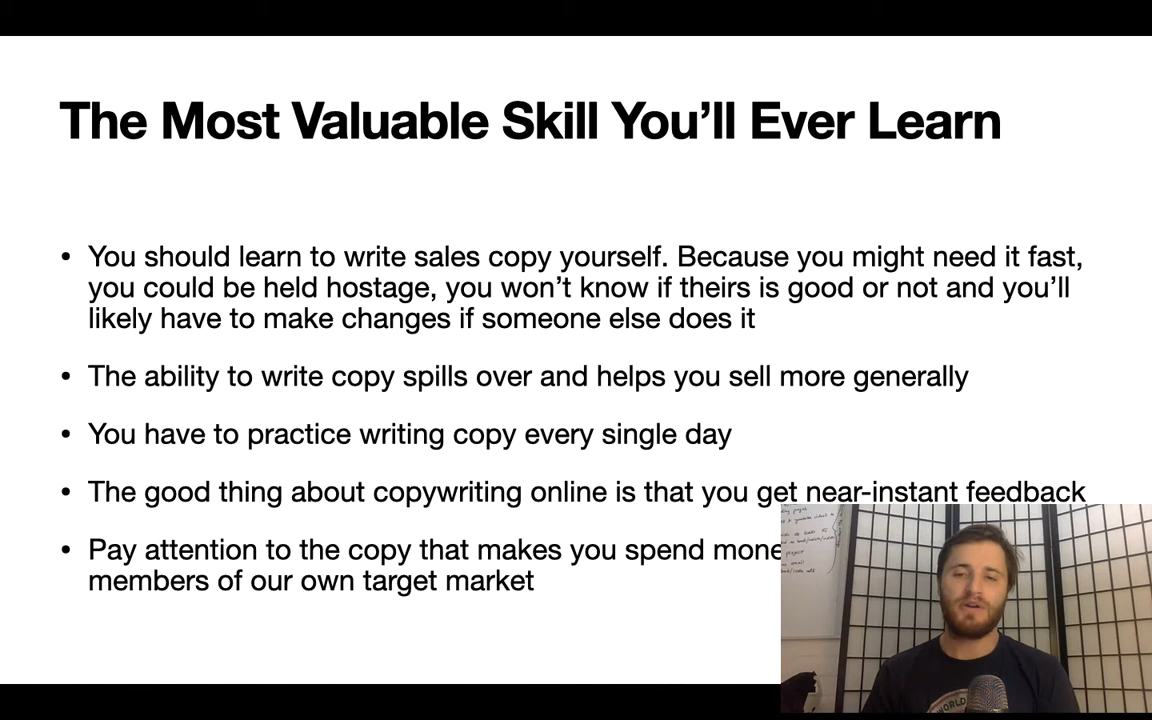 The Most Valuable Skill You’ll Ever Learn
• You should learn to write sales copy yourself. Because you might need it fast,
you could be held hostage, you won’t know if theirs is good or not and you’ll
likely have to make changes if someone else does it
• The ability to write copy spills over and helps you sell more generally
• You have to practice writing copy every single day
• The good thing about copywriting online is that you get near-instant feedback
• Pay attention to the copy that makes you spend
members of our own target market
project
WORLD